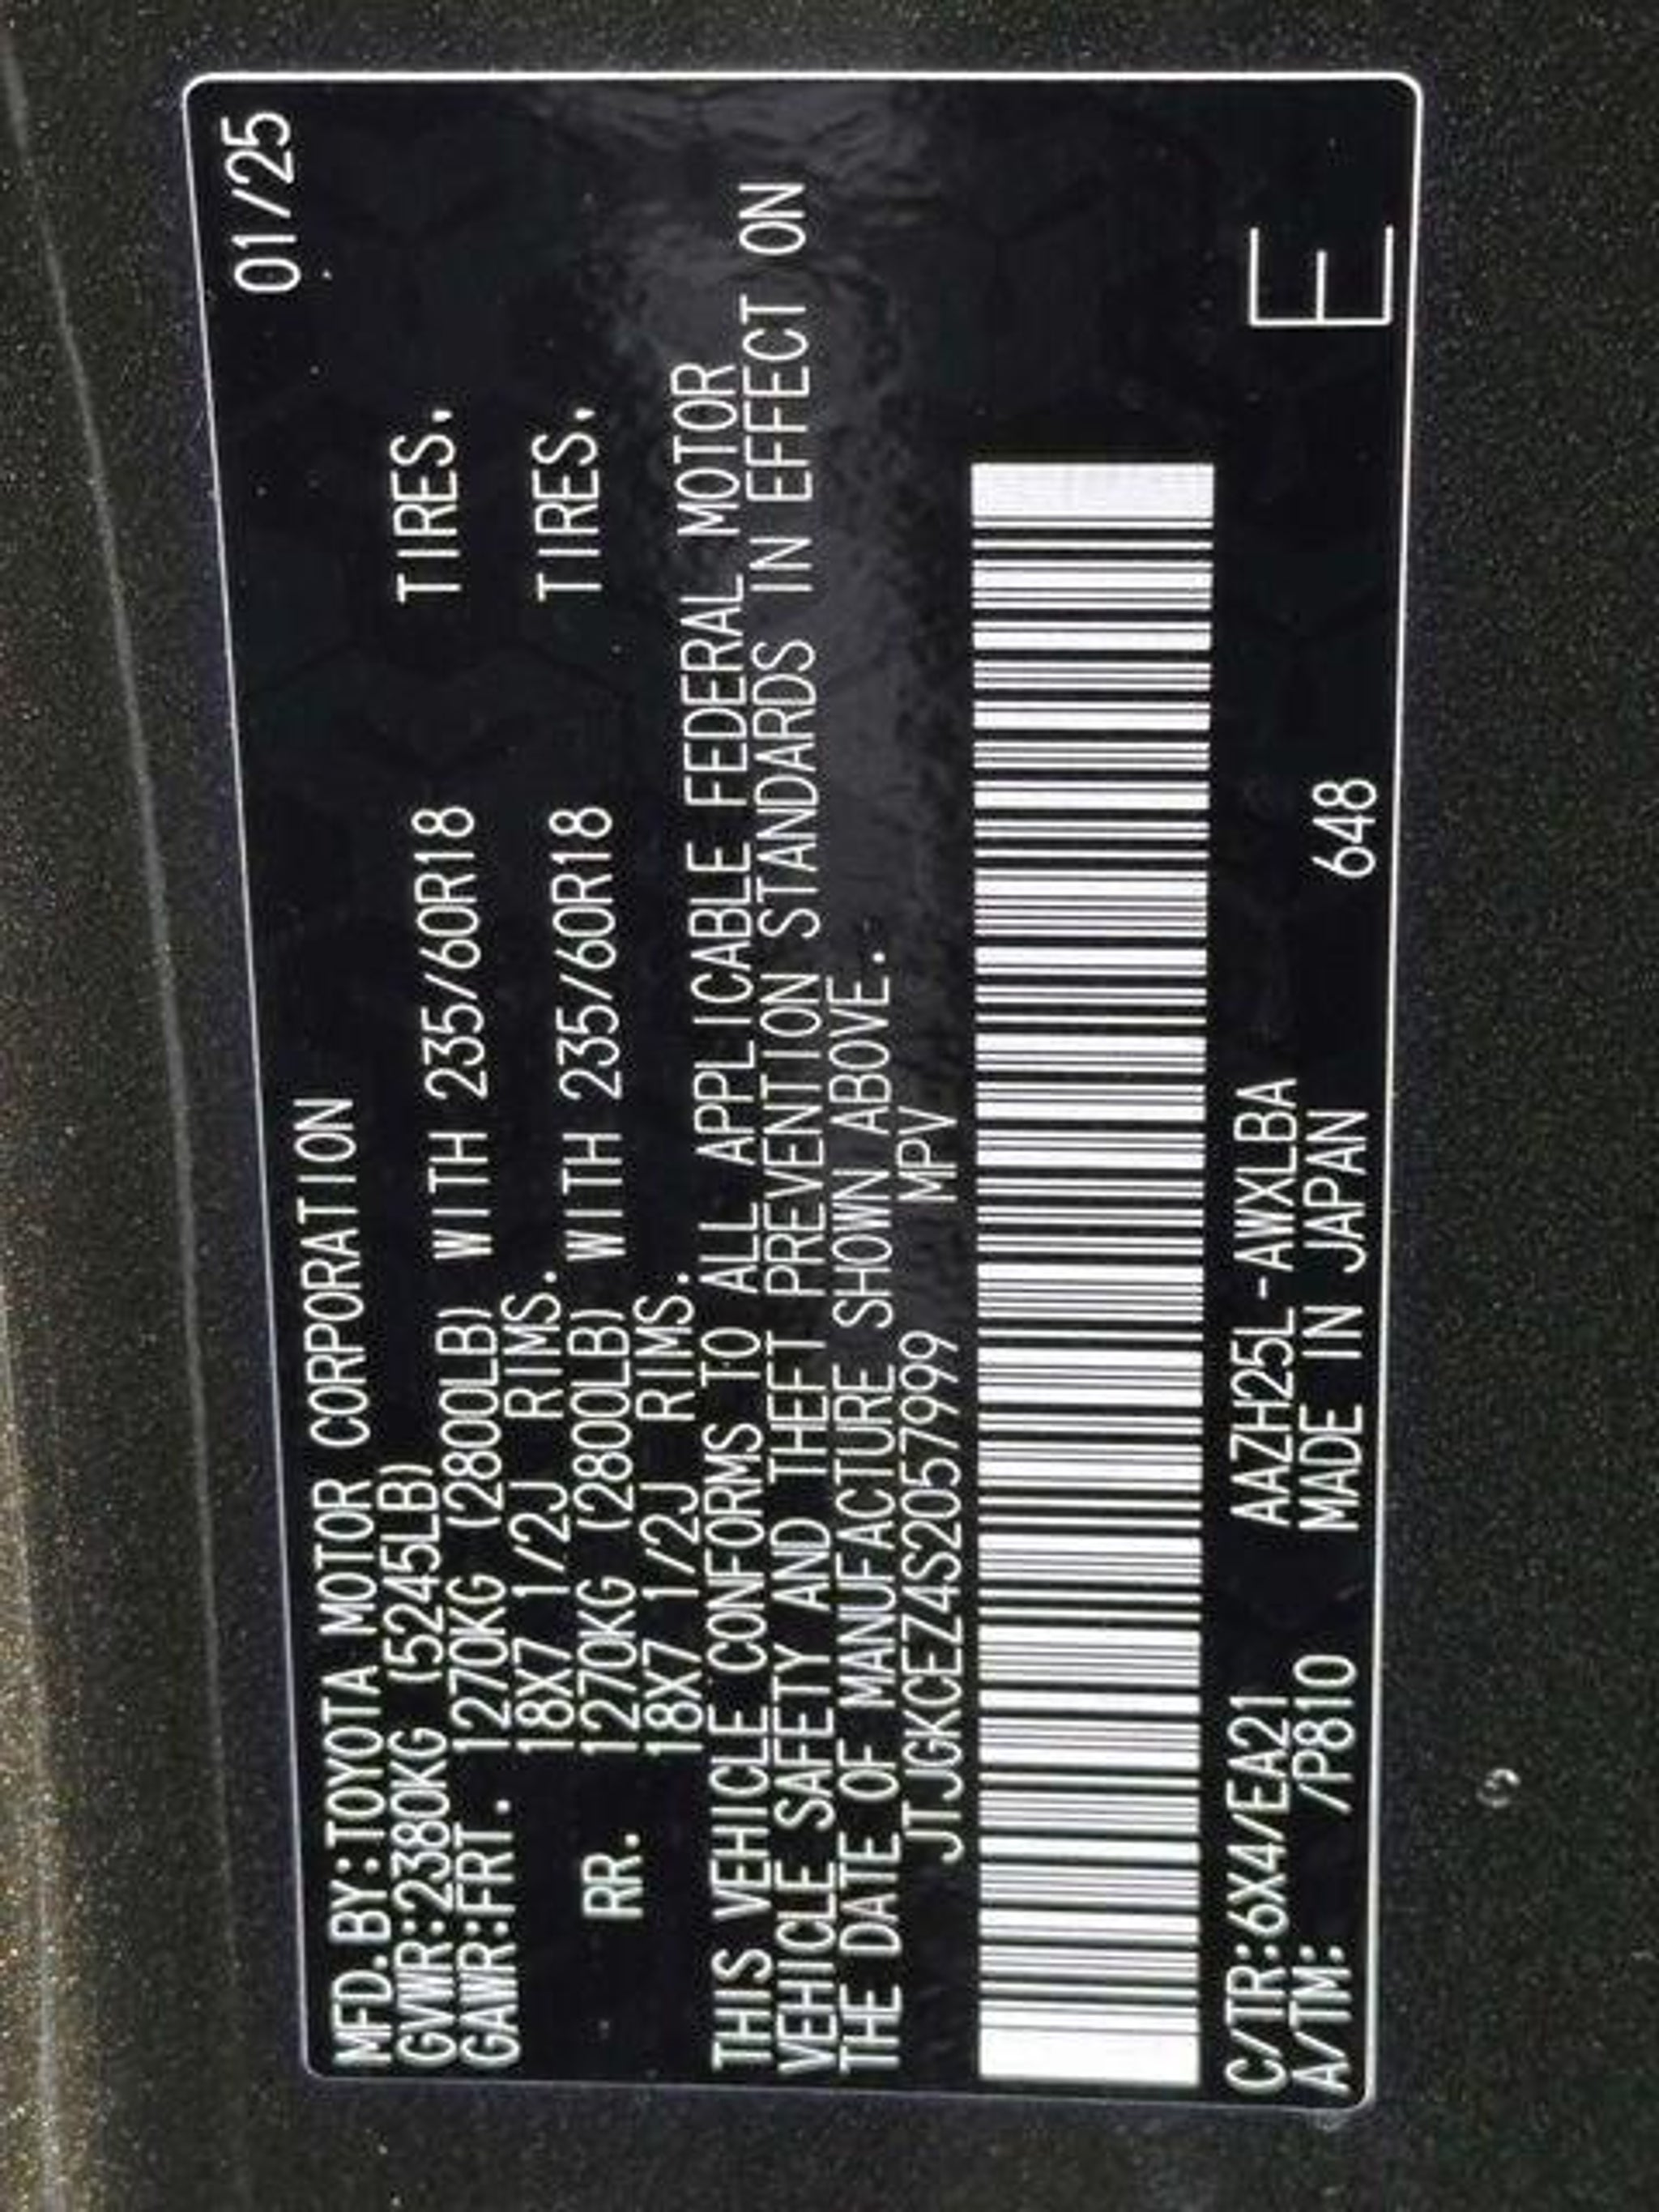 01/25
MFD.BY:TOYOTA MOTOR CORPORATION
GVWR:2380KG (5245LB)
GAWR:FRT. 1270KG (2800LB) WITH 235/60R18 TIRES.
18X7 1/2J RIMS.
RR. 1270KG (2800LB) WITH 235/60R18 TIRES.
18X7 1/2J RIMS.
THIS VEHICLE CONFORMS TO ALL APPLICABLE FEDERAL MOTOR
VEHICLE SAFETY AND THEFT PREVENTION STANDARDS IN EFFECT ON
THE DATE OF MANUFACTURE SHOWN ABOVE.
JTJGKCEZ4S2057999 MPV
C/TR:6X4/EA21 AAZH25L-AWXLBA
A/TM: /P810 MADE IN JAPAN 648
E